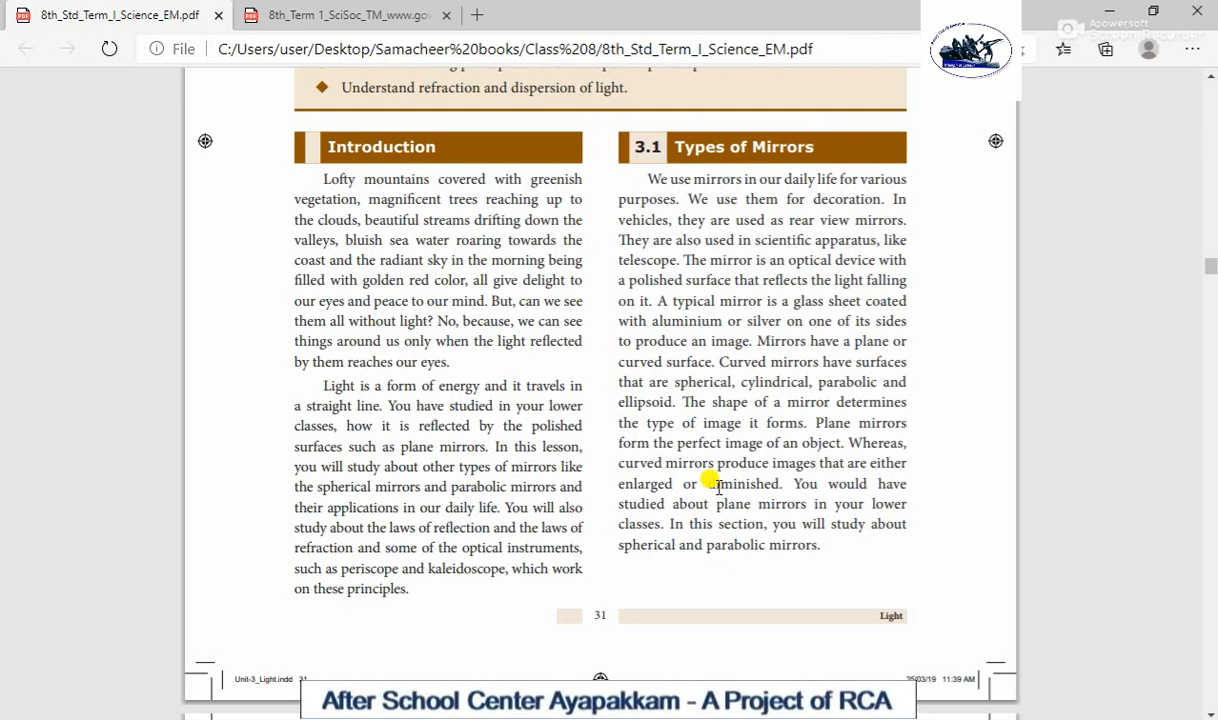 8th_Std_Term_I_Science_EM.pdf
8th_Term 1_SciSoc_TM_www.gov
Apowersoft
Screen Recorder
File
C:/Users/user/Desktop/Samacheer%20books/Class%208/8th_Std_Term_I_Science_EM.pdf
Understand refraction and dispersion of light.
Introduction
Lofty mountains covered with greenish
vegetation, magnificent trees reaching up to
the clouds, beautiful streams drifting down the
valleys, bluish sea water roaring towards the
coast and the radiant sky in the morning being
filled with golden red color, all give delight to
our eyes and peace to our mind. But, can we see
them all without light? No, because, we can see
things around us only when the light reflected
by them reaches our eyes.
Light is a form of energy and it travels in
a straight line. You have studied in your lower
classes, how it is reflected by the polished
surfaces such as plane mirrors. In this lesson,
you will study about other types of mirrors like
the spherical mirrors and parabolic mirrors and
their applications in our daily life. You will also
study about the laws of reflection and the laws of
refraction and some of the optical instruments,
such as periscope and kaleidoscope, which work
on these principles.
3.1 Types of Mirrors
We use mirrors in our daily life for various
purposes. We use them for decoration. In
vehicles, they are used as rear view mirrors.
They are also used in scientific apparatus, like
telescope. The mirror is an optical device with
a polished surface that reflects the light falling
on it. A typical mirror is a glass sheet coated
with aluminium or silver on one of its sides
to produce an image. Mirrors have a plane or
curved surface. Curved mirrors have surfaces
that are spherical, cylindrical, parabolic and
ellipsoid. The shape of a mirror determines
the type of image it forms. Plane mirrors
form the perfect image of an object. Whereas,
curved mirrors produce images that are either
enlarged or diminished. You would have
studied about plane mirrors in your lower
classes. In this section, you will study about
spherical and parabolic mirrors.
31
Light
Unit-3_Light.indd 31
25/03/19 11:39 AM
After School Center Ayapakkam - A Project of RCA